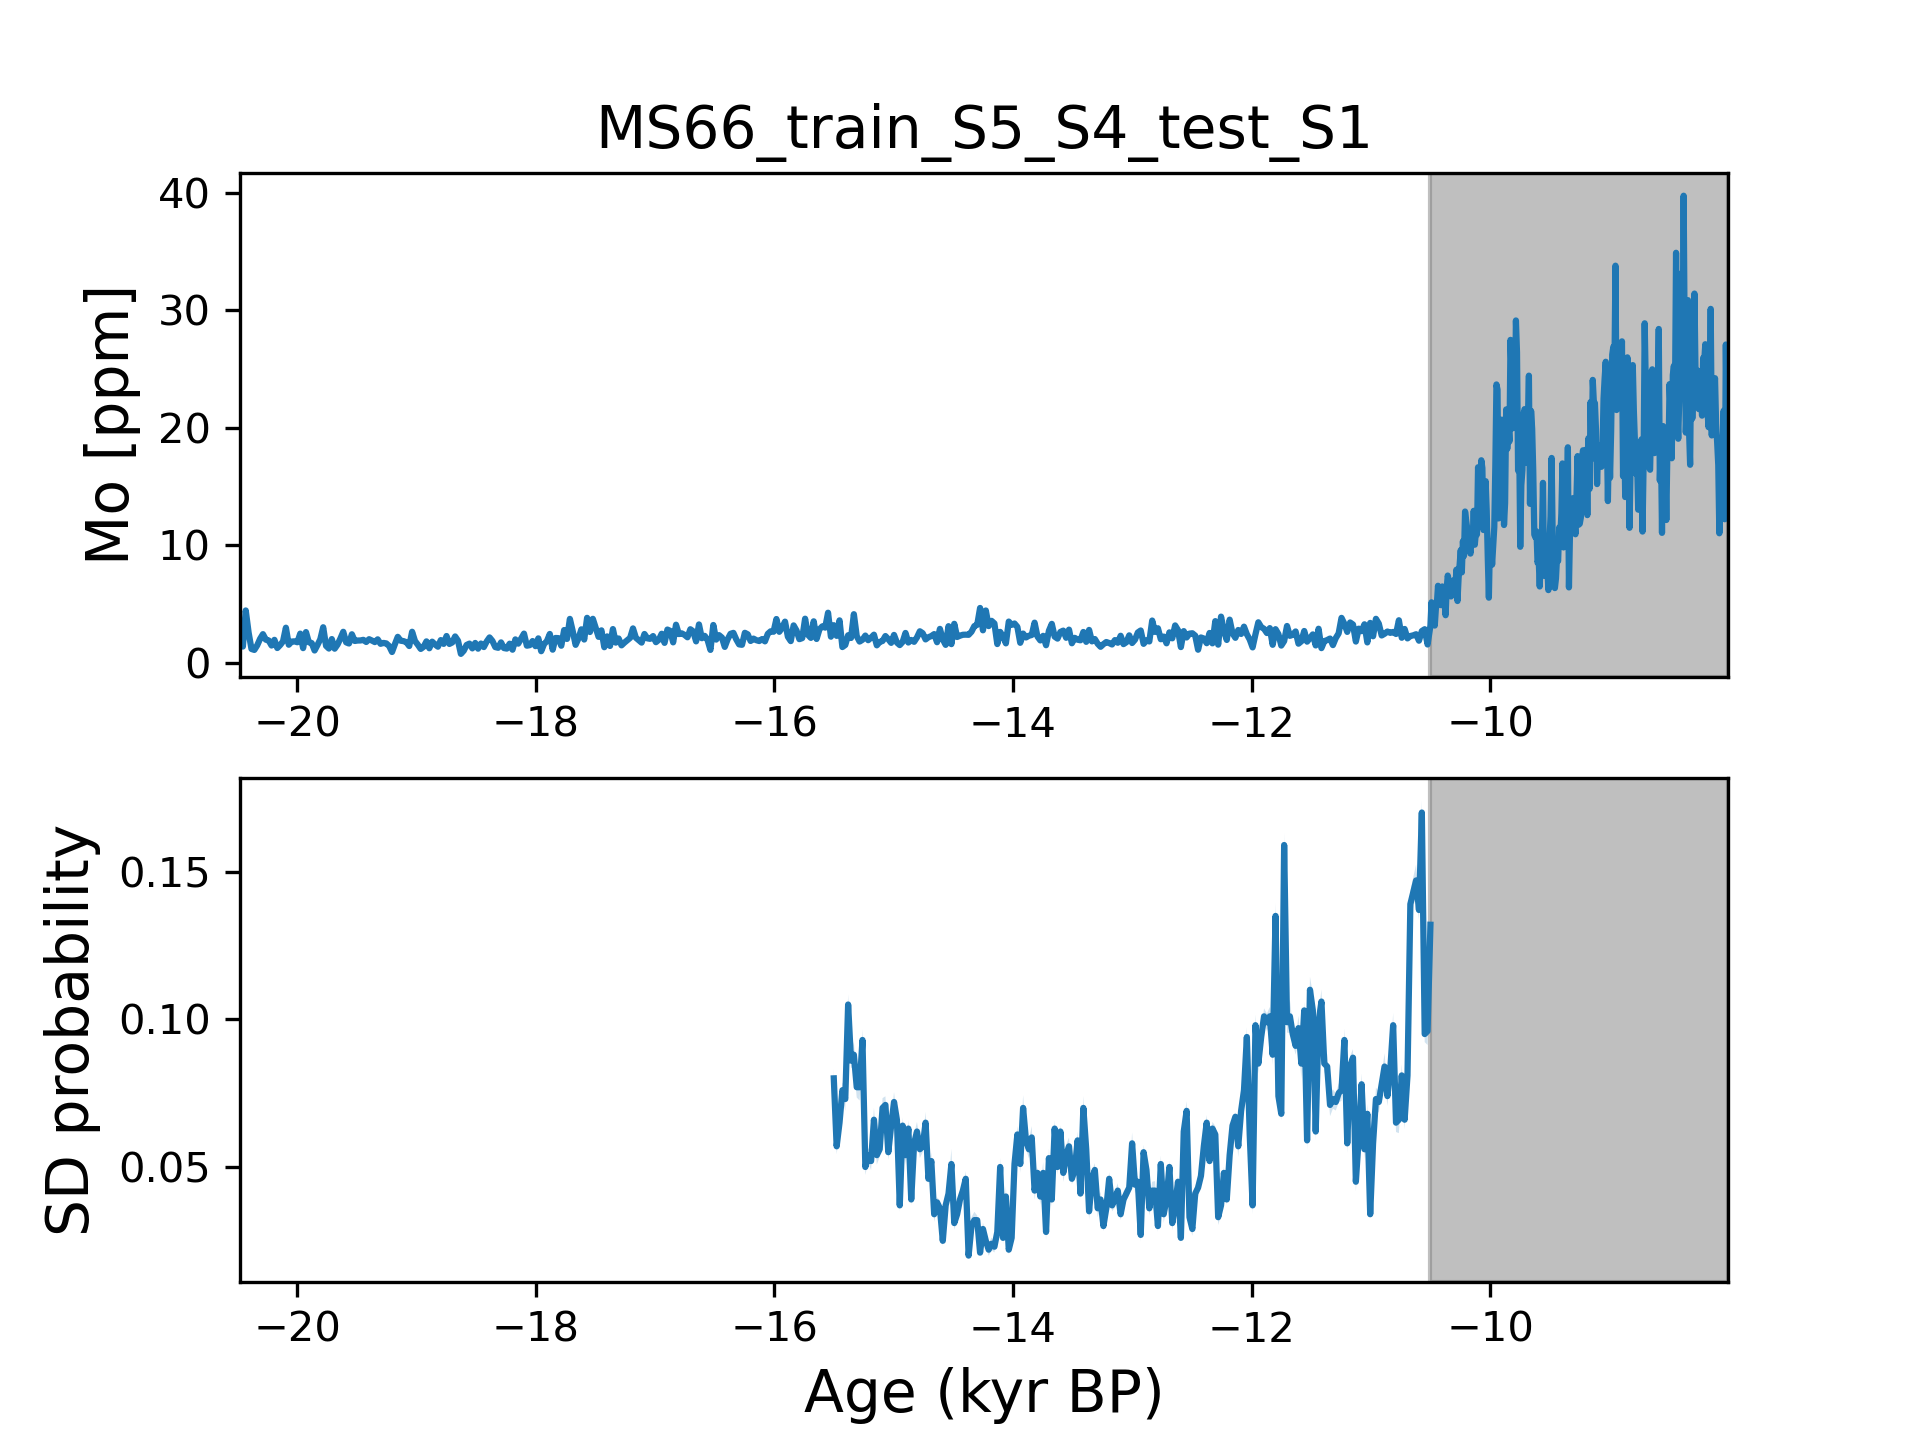 MS66_train_S5_S4_test_S1
Mo [ppm]
40
30
20
10
0
−20 −18 −16 −14 −12 −10
SD probability
0.15
0.10
0.05
−20 −18 −16 −14 −12 −10
Age (kyr BP)